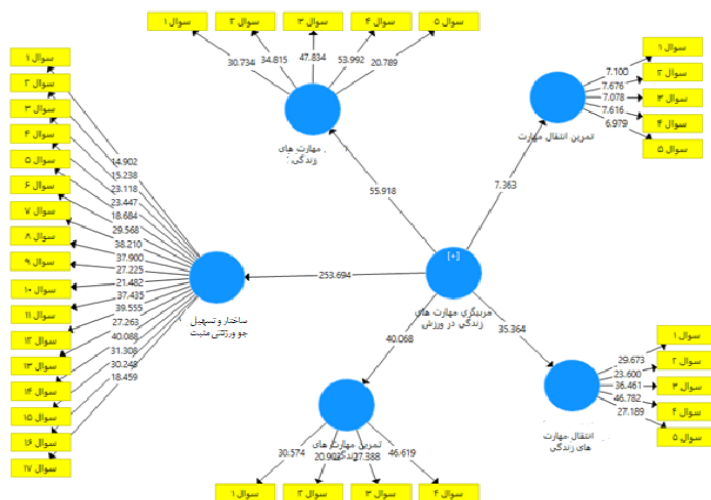 سوال ۱
سوال ۲
سوال ۳
سوال ۴
سوال ۵
30.734
34.815
47.834
53.992
20.789
مهارت های
زندگی
سوال ۱
سوال ۲
سوال ۳
سوال ۴
سوال ۵
7.100
7.676
7.078
7.616
6.979
تمرین انتقال مهارت
سوال ۱
سوال ۲
سوال ۳
سوال ۴
سوال ۵
سوال ۶
سوال ۷
سوال ۸
سوال ۹
سوال ۱۰
سوال ۱۱
سوال ۱۲
سوال ۱۳
سوال ۱۴
سوال ۱۵
سوال ۱۶
سوال ۱۷
14.902
15.238
23.118
23.447
18.684
29.568
38.210
37.900
27.225
21.482
37.435
39.555
27.263
40.088
31.308
30.248
18.459
ساختار و تسهیل
جو ورزشی مثبت
55.918
7.363
253.694
40.068
35.364
[+]
مربیگری مهارت های
زندگی در ورزش
سوال ۱
سوال ۲
سوال ۳
سوال ۴
سوال ۵
29.673
23.600
36.461
46.782
27.189
انتقال مهارت
های زندگی
تمرین مهارت های
زندگی
30.574
20.903
27.388
46.619
سوال ۱
سوال ۲
سوال ۳
سوال ۴